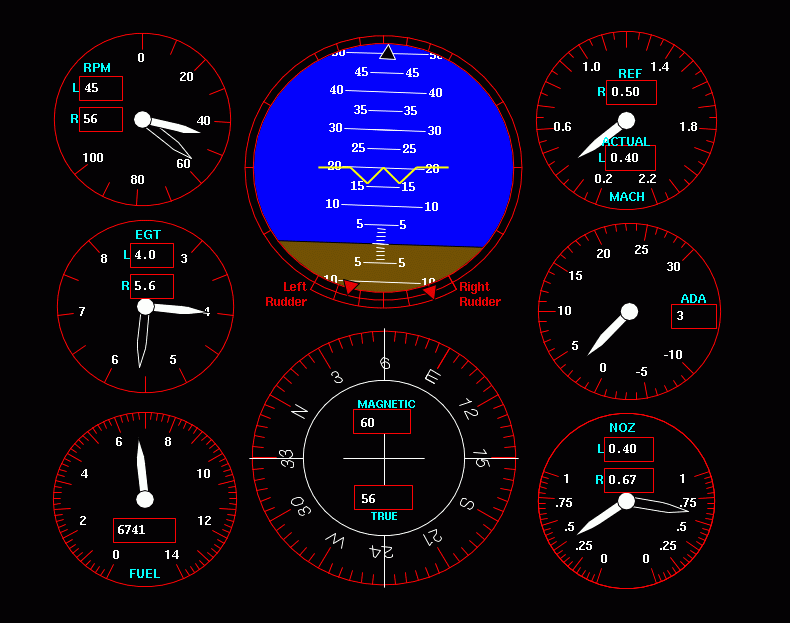 RPM
L 45
R 56
0
20
40
60
80
100
50 50
45 45
40 40
35 35
30 30
25 25
20 20
15 15
10 10
5 5
5 5
10 10
Left
Rudder
Right
Rudder
REF
R 0.50
ACTUAL
L 0.40
0.2
0.6
1.0
1.4
1.8
2.2
MACH
EGT
L 4.0
R 5.6
3
4
5
6
7
8
ADA
3
-10
-5
0
5
10
15
20
25
30
FUEL
6741
0
2
4
6
8
10
12
14
MAGNETIC
60
56
TRUE
6
E
12
15
S
21
24
W
30
33
N
3
NOZ
L 0.40
R 0.67
1 1
.75 .75
.5 .5
.25 .25
0 0